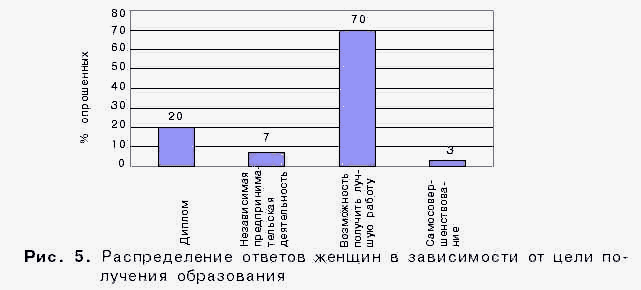 % опрошенных
80
70
60
50
40
30
20
10
0
20
7
70
3
Диплом
Независимая
предпринима-
тельская
деятельность
Возможность
получить луч-
шую работу
Самосовер-
шенствова-
ние
Рис. 5. Распределение ответов женщин в зависимости от цели по-
лучения образования